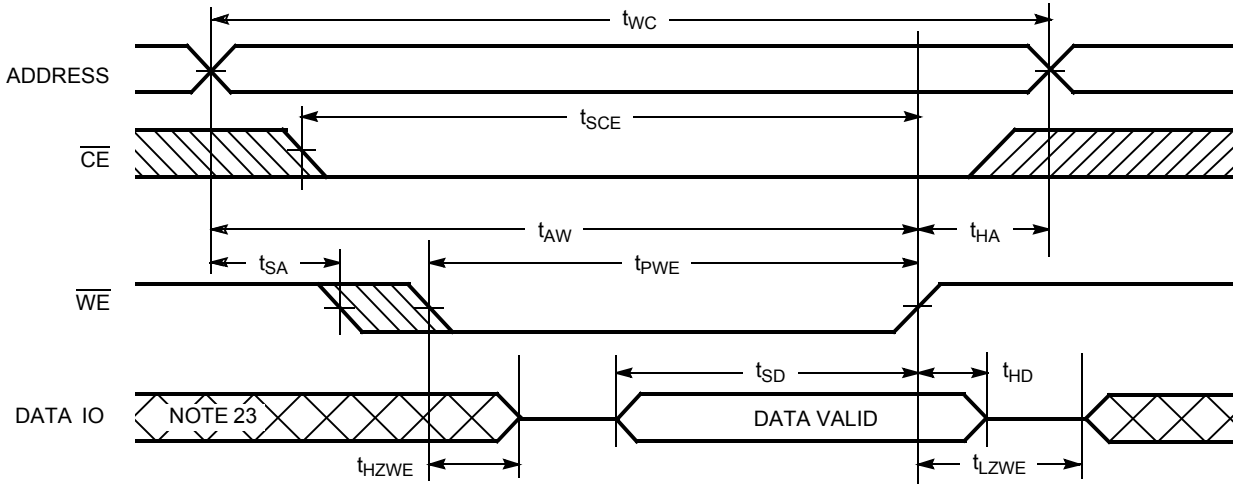 tWC
ADDRESS
tSCE
CE
tAW
tHA
tSA
tPWE
WE
tSD
tHD
DATA IO
NOTE 23
DATA VALID
tHZWE
tLZWE